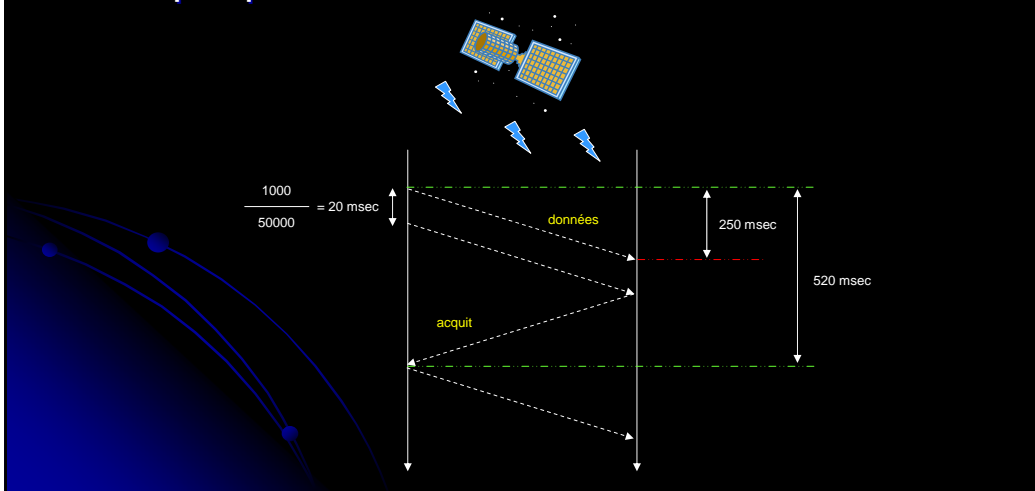 1000
50000
= 20 msec
données
250 msec
520 msec
acquit